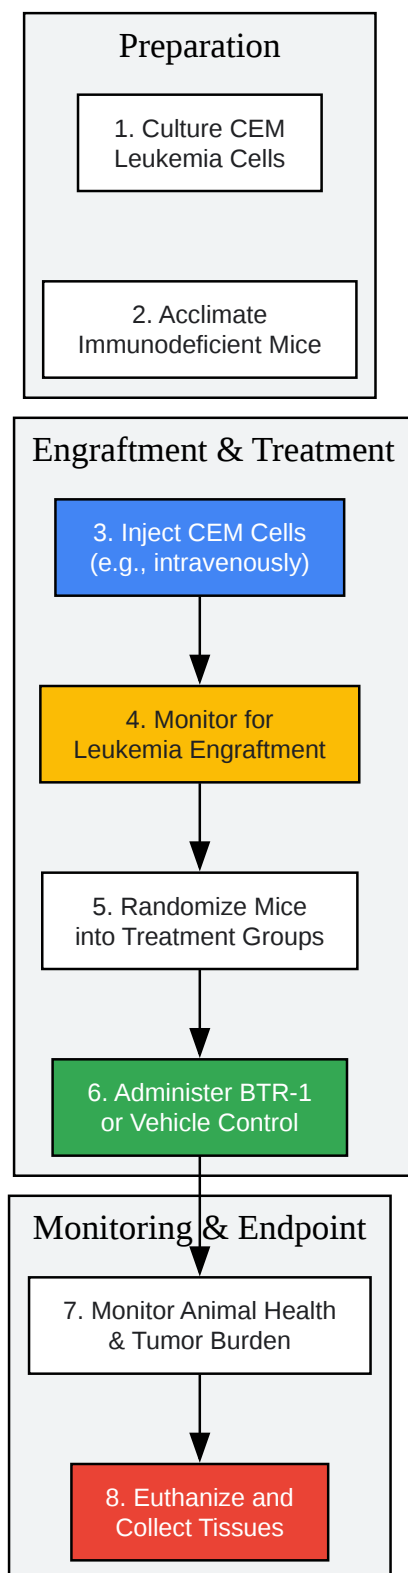 Preparation
1. Culture CEM
Leukemia Cells
2. Acclimate
Immunodeficient Mice
Engraftment & Treatment
3. Inject CEM Cells
(e.g., intravenously)
4. Monitor for
Leukemia Engraftment
5. Randomize Mice
into Treatment Groups
6. Administer BTR-1
or Vehicle Control
Monitoring & Endpoint
7. Monitor Animal Health
& Tumor Burden
8. Euthanize and
Collect Tissues